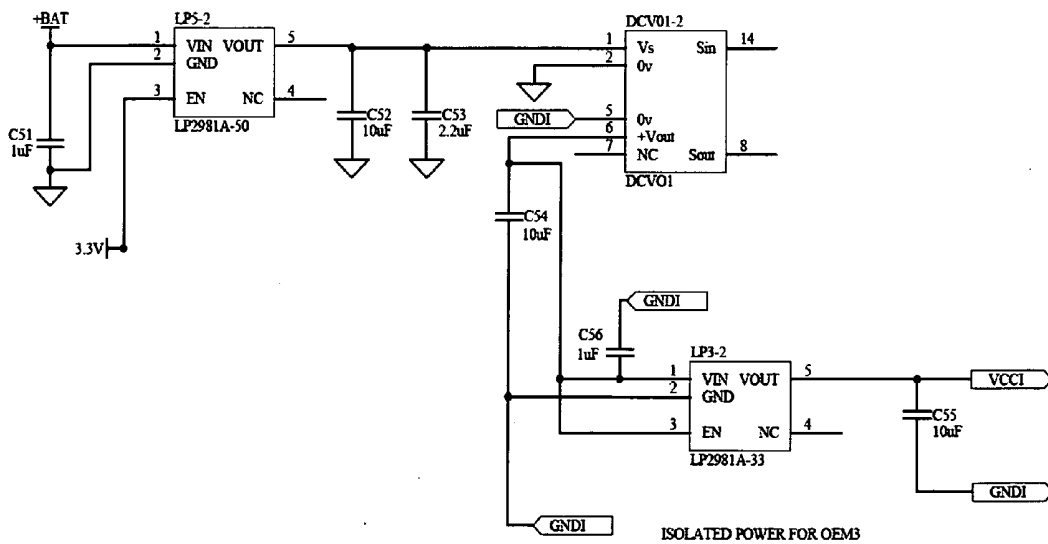 +BAT
LP5-2
1 VIN VOUT 5
2 GND
3 EN NC 4
LP2981A-50
C51
1uF
3.3V
C52
10uF
C53
2.2uF
DCV01-2
1 Vs Sin 14
2 0v
GNDI 5 0v
6 +Vout
7 NC Sout 8
DCVO1
C54
10uF
GNDI
C56
1uF
LP3-2
1 VIN VOUT 5
2 GND
3 EN NC 4
LP2981A-33
VCCI
C55
10uF
GNDI
GNDI
ISOLATED POWER FOR OEM3